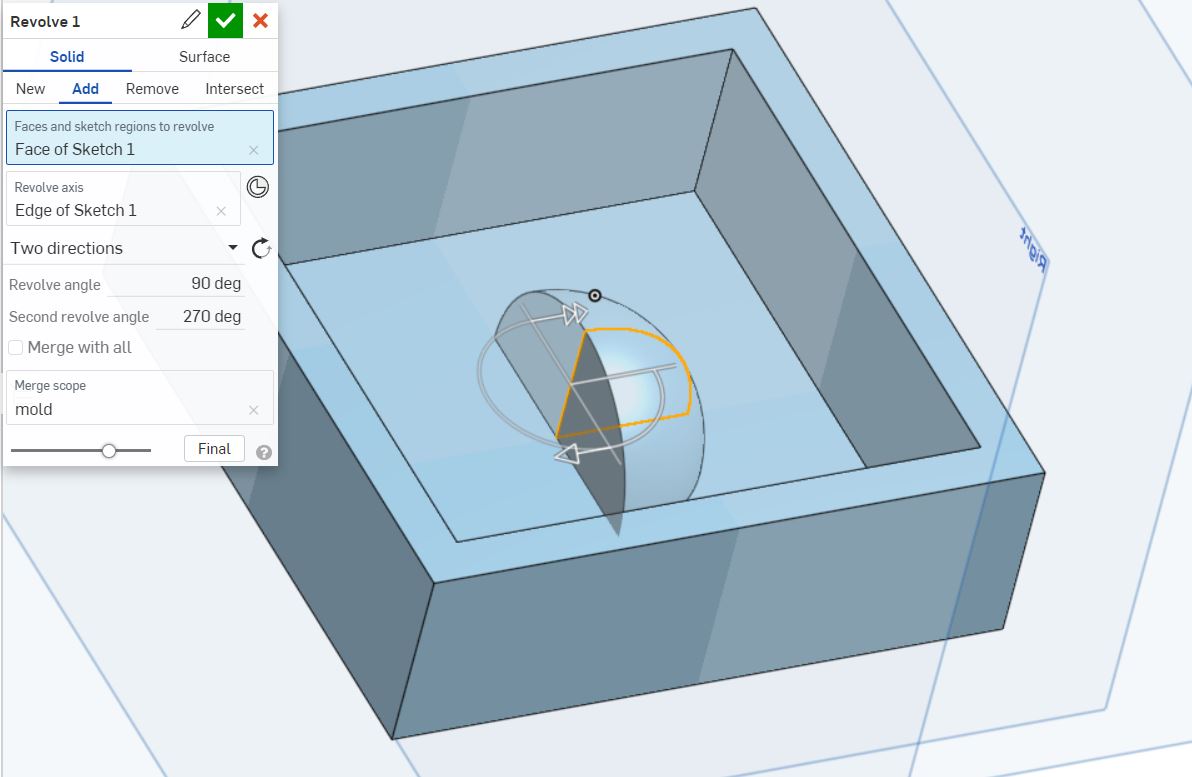 Revolve 1
Solid Surface
New Add Remove Intersect
Faces and sketch regions to revolve
Face of Sketch 1
Revolve axis
Edge of Sketch 1
Two directions
Revolve angle 90 deg
Second revolve angle 270 deg
Merge with all
Merge scope
mold
Final
Right